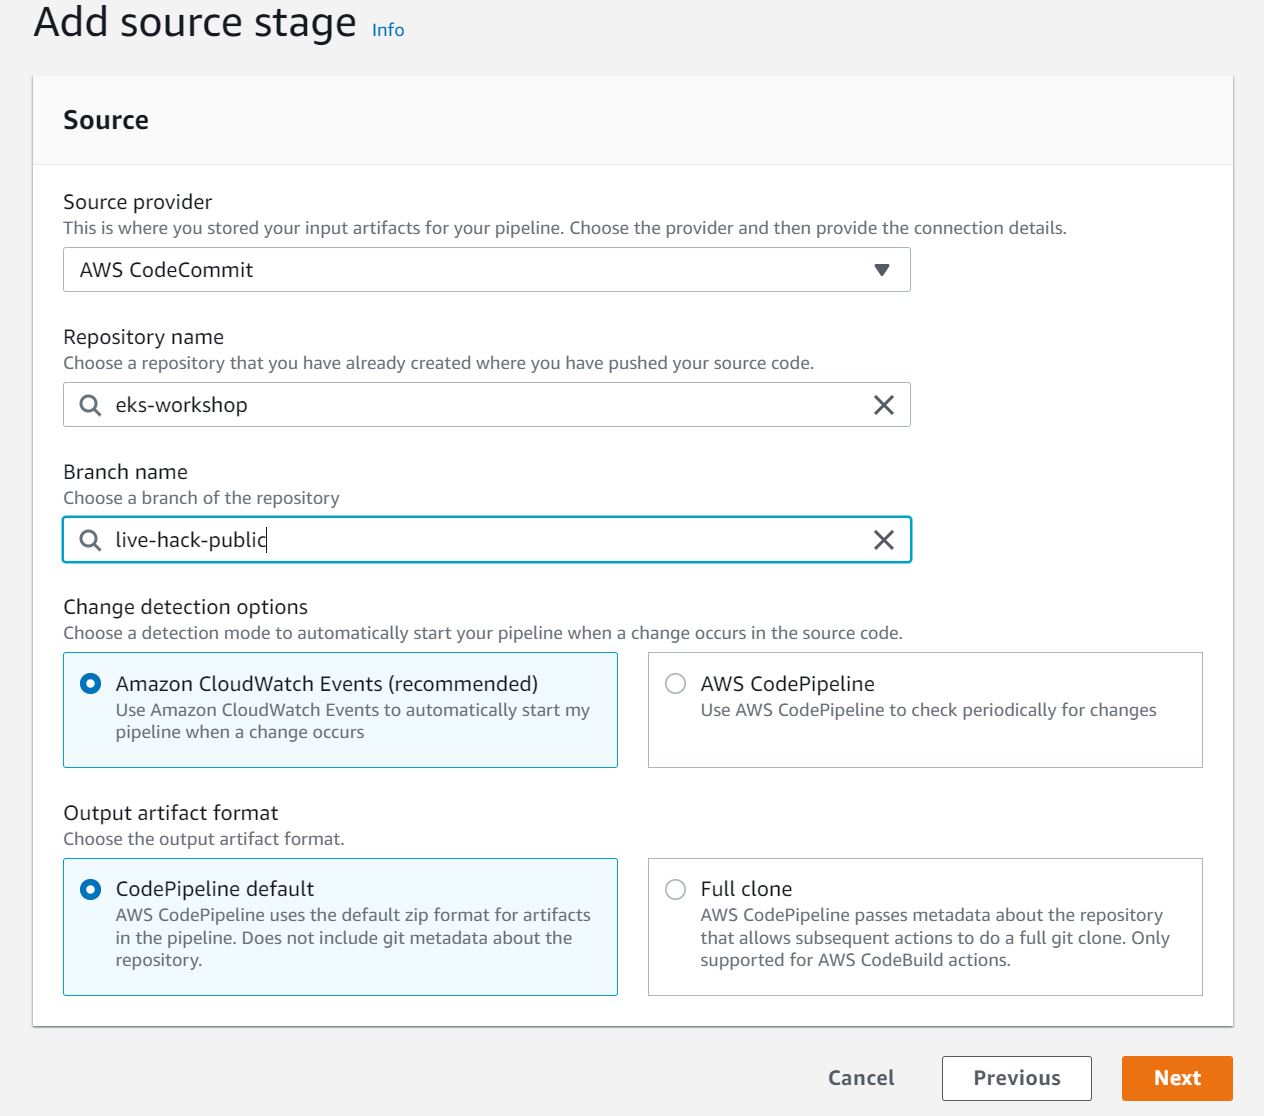 Add source stage Info
Source
Source provider
This is where you stored your input artifacts for your pipeline. Choose the provider and then provide the connection details.
AWS CodeCommit
Repository name
Choose a repository that you have already created where you have pushed your source code.
eks-workshop
Branch name
Choose a branch of the repository
live-hack-public
Change detection options
Choose a detection mode to automatically start your pipeline when a change occurs in the source code.
Amazon CloudWatch Events (recommended)
Use Amazon CloudWatch Events to automatically start my
pipeline when a change occurs
AWS CodePipeline
Use AWS CodePipeline to check periodically for changes
Output artifact format
Choose the output artifact format.
CodePipeline default
AWS CodePipeline uses the default zip format for artifacts
in the pipeline. Does not include git metadata about the
repository.
Full clone
AWS CodePipeline passes metadata about the repository
that allows subsequent actions to do a full git clone. Only
supported for AWS CodeBuild actions.
Cancel
Previous
Next